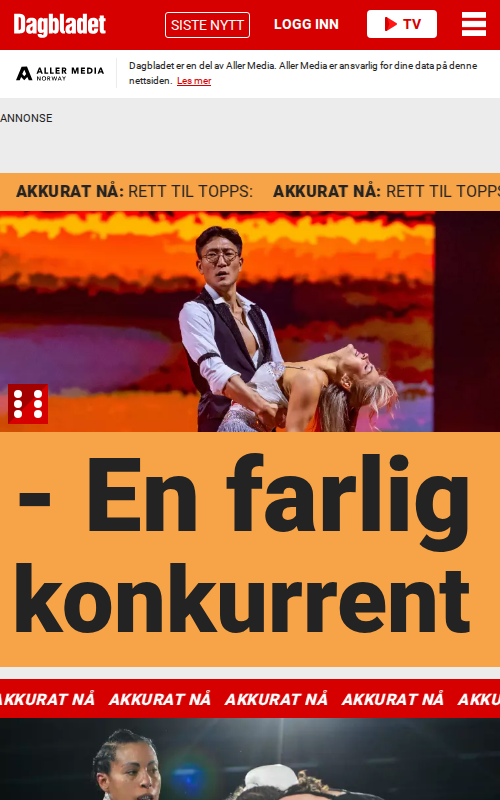 Dagbladet
SISTE NYTT
LOGG INN
TV
ALLER MEDIA
NORWAY
Dagbladet er en del av Aller Media. Aller Media er ansvarlig for dine data på denne
nettsiden. Les mer
ANNONSE
AKKURAT NÅ: RETT TIL TOPPS: AKKURAT NÅ: RETT TIL TOPPS
- En farlig
konkurrent
AKKURAT NÅ AKKURAT NÅ AKKURAT NÅ AKKURAT NÅ AKKU